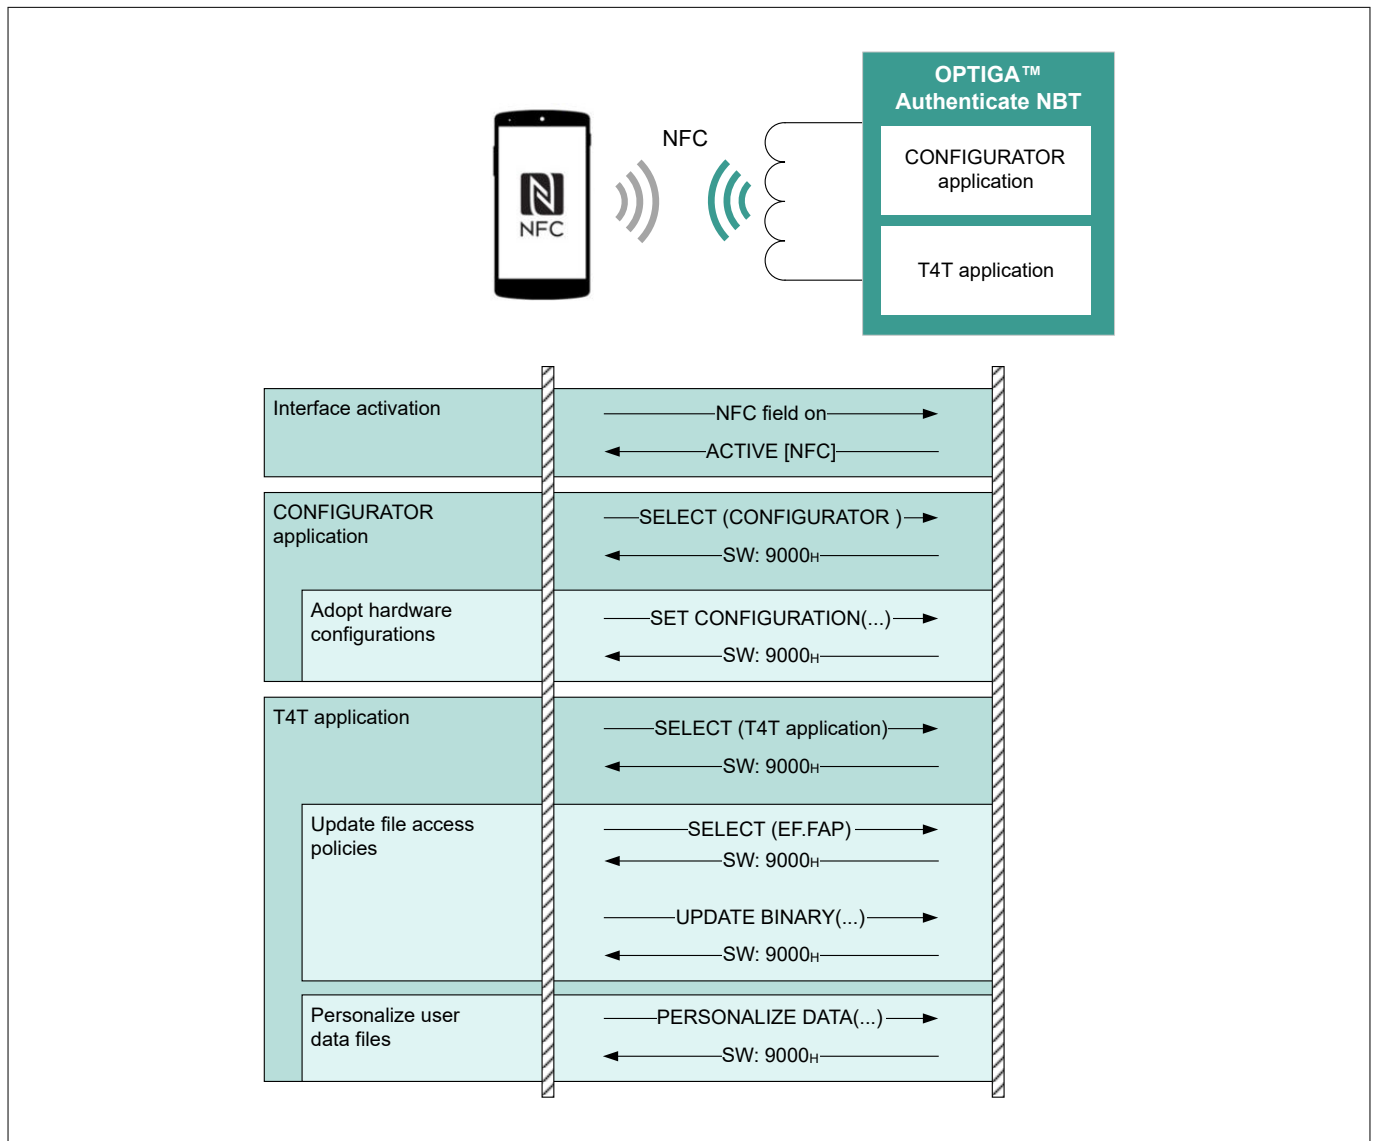 OPTIGA™
Authenticate NBT
NFC
CONFIGURATOR
application
NFC
T4T application
Interface activation
NFC field on
ACTIVE [NFC]
CONFIGURATOR
application
SELECT (CONFIGURATOR )
SW: 9000H
Adopt hardware
configurations
SET CONFIGURATION(...)
SW: 9000H
T4T application
SELECT (T4T application)
SW: 9000H
Update file access
policies
SELECT (EF.FAP)
SW: 9000H
UPDATE BINARY(...)
SW: 9000H
Personalize user
data files
PERSONALIZE DATA(...)
SW: 9000H